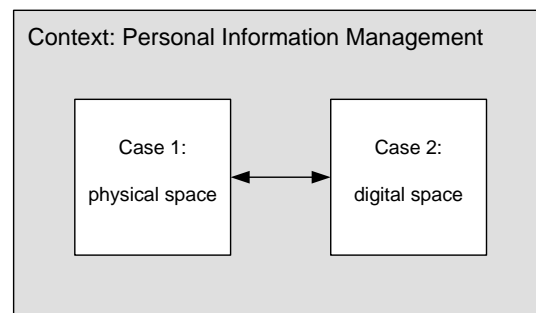 Context: Personal Information Management
Case 1:
physical space
Case 2:
digital space